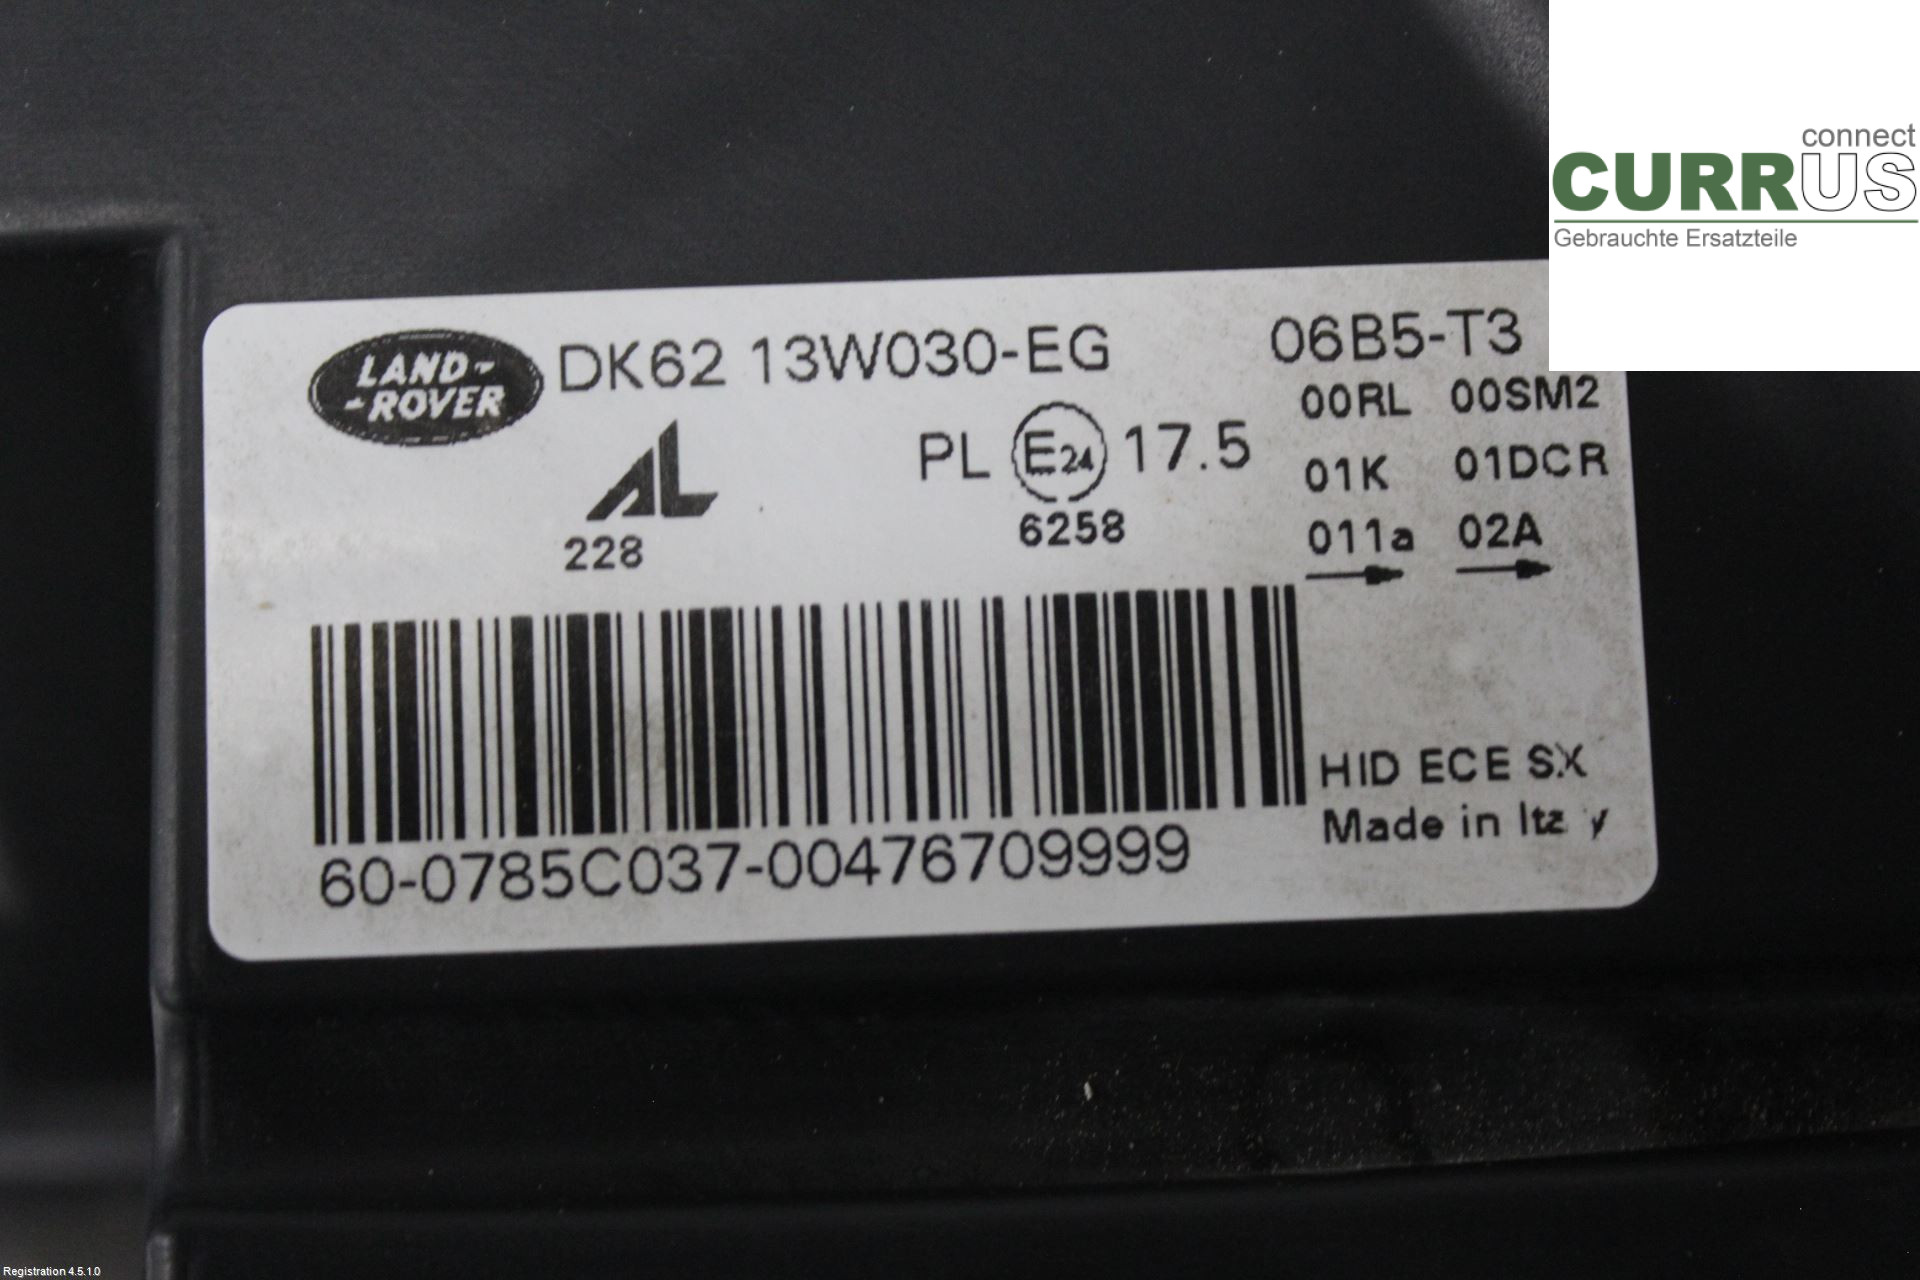 connect
CURRUS
Gebrauchte Ersatzteile
LAND-
-ROVER
DK62 13W030-EG 06B5-T3
00RL 00SM2
AL PL E24 17.5 01K 01DCR
228 6258 011a 02A
HID ECE SX
Made in
60-0785C037-00476709999
Registration 4.5.1.0